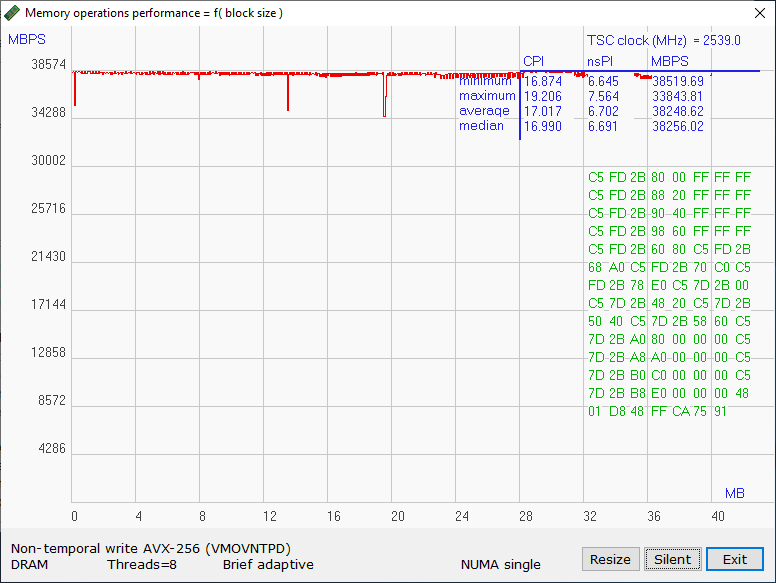 Memory operations performance = f( block size )
MBPS
TSC clock (MHz) = 2539.0
CPI nsPI MBPS
minimum 16.874 6.645 38519.69
maximum 19.206 7.564 33843.81
average 17.017 6.702 38248.62
median 16.990 6.691 38256.02
38574
34288
30002
25716
21430
17144
12858
8572
4286
C5 FD 2B 80 00 FF FF FF
C5 FD 2B 88 20 FF FF FF
C5 FD 2B 90 40 FF FF FF
C5 FD 2B 98 60 FF FF FF
C5 FD 2B 60 80 C5 FD 2B
68 A0 C5 FD 2B 70 C0 C5
FD 2B 78 E0 C5 7D 2B 00
C5 7D 2B 48 20 C5 7D 2B
50 40 C5 7D 2B 58 60 C5
7D 2B A0 80 00 00 00 C5
7D 2B A8 A0 00 00 00 C5
7D 2B B0 C0 00 00 00 C5
7D 2B B8 E0 00 00 00 48
01 D8 48 FF CA 75 91
MB
0 4 8 12 16 20 24 28 32 36 40
Non-temporal write AVX-256 (VMOVNTPD)
DRAM Threads=8 Brief adaptive NUMA single
Resize Silent Exit